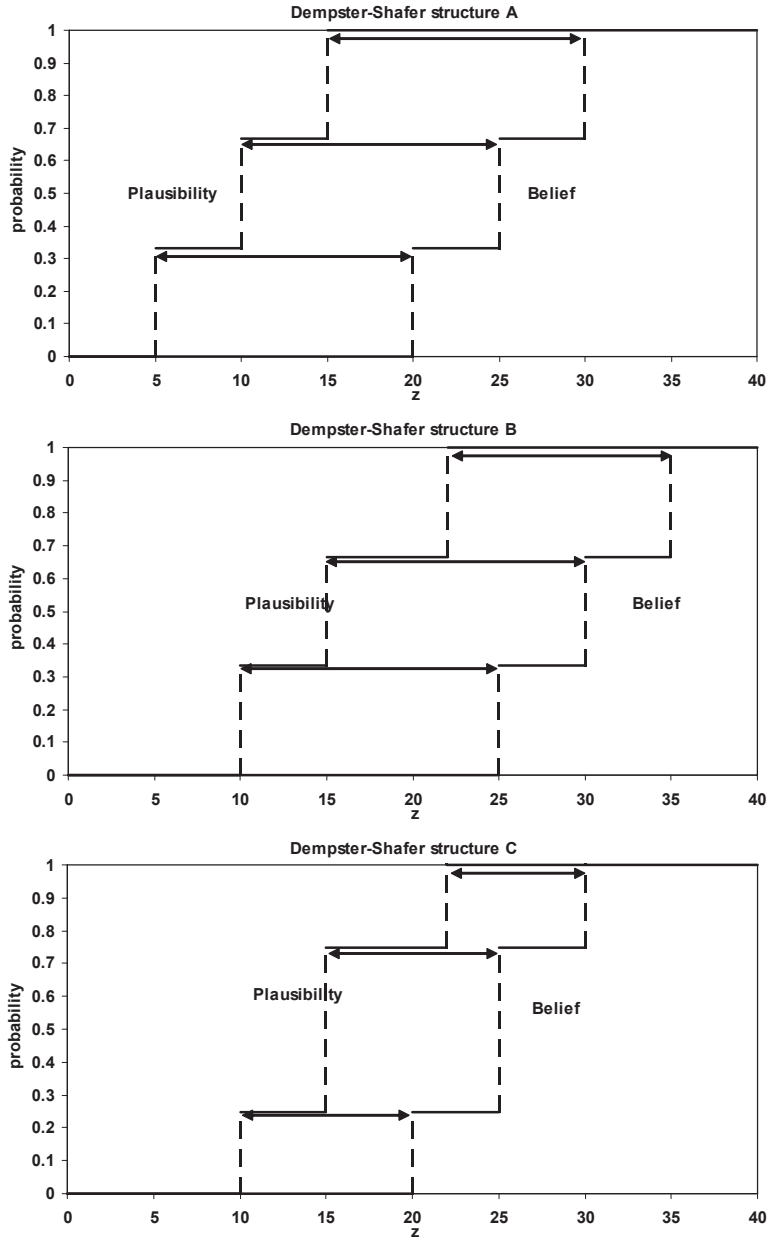 Dempster-Shafer structure A
1
0.9
0.8
0.7
0.6
0.5
0.4
0.3
0.2
0.1
0
probability
Plausibility
Belief
0 5 10 15 20 25 30 35 40
z
Dempster-Shafer structure B
1
0.9
0.8
0.7
0.6
0.5
0.4
0.3
0.2
0.1
0
probability
Plausibility
Belief
0 5 10 15 20 25 30 35 40
z
Dempster-Shafer structure C
1
0.9
0.8
0.7
0.6
0.5
0.4
0.3
0.2
0.1
0
probability
Plausibility
Belief
0 5 10 15 20 25 30 35 40
z